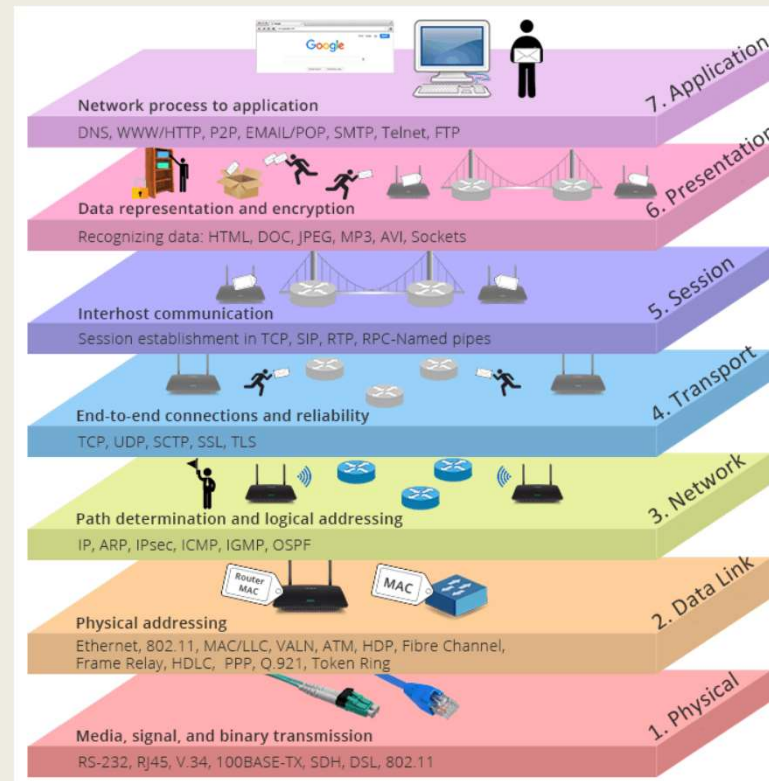 Google
7. Application
Network process to application
DNS, WWW/HTTP, P2P, EMAIL/POP, SMTP, Telnet, FTP
6. Presentation
Data representation and encryption
Recognizing data: HTML, DOC, JPEG, MP3, AVI, Sockets
5. Session
Interhost communication
Session establishment in TCP, SIP, RTP, RPC-Named pipes
4. Transport
End-to-end connections and reliability
TCP, UDP, SCTP, SSL, TLS
3. Network
Path determination and logical addressing
IP, ARP, IPsec, ICMP, IGMP, OSPF
Router
MAC
MAC
2. Data Link
Physical addressing
Ethernet, 802.11, MAC/LLC, VALN, ATM, HDP, Fibre Channel,
Frame Relay, HDLC, PPP, Q.921, Token Ring
1. Physical
Media, signal, and binary transmission
RS-232, RJ45, V.34, 100BASE-TX, SDH, DSL, 802.11